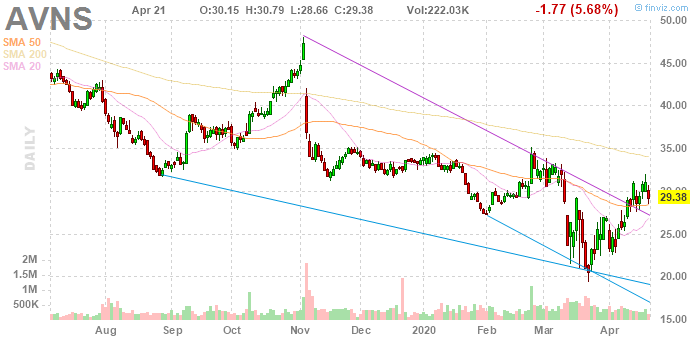 AVNS
Apr 21 O:30.15 H:30.79 L:28.66 C:29.38 Vol:222.03K -1.77 (5.68%)
© finviz.com
SMA 50
SMA 200
SMA 20
DAILY
50.00
45.00
40.00
35.00
30.00
29.38
25.00
20.00
15.00
2M
1.5M
1M
500K
Aug Sep Oct Nov Dec 2020 Feb Mar Apr